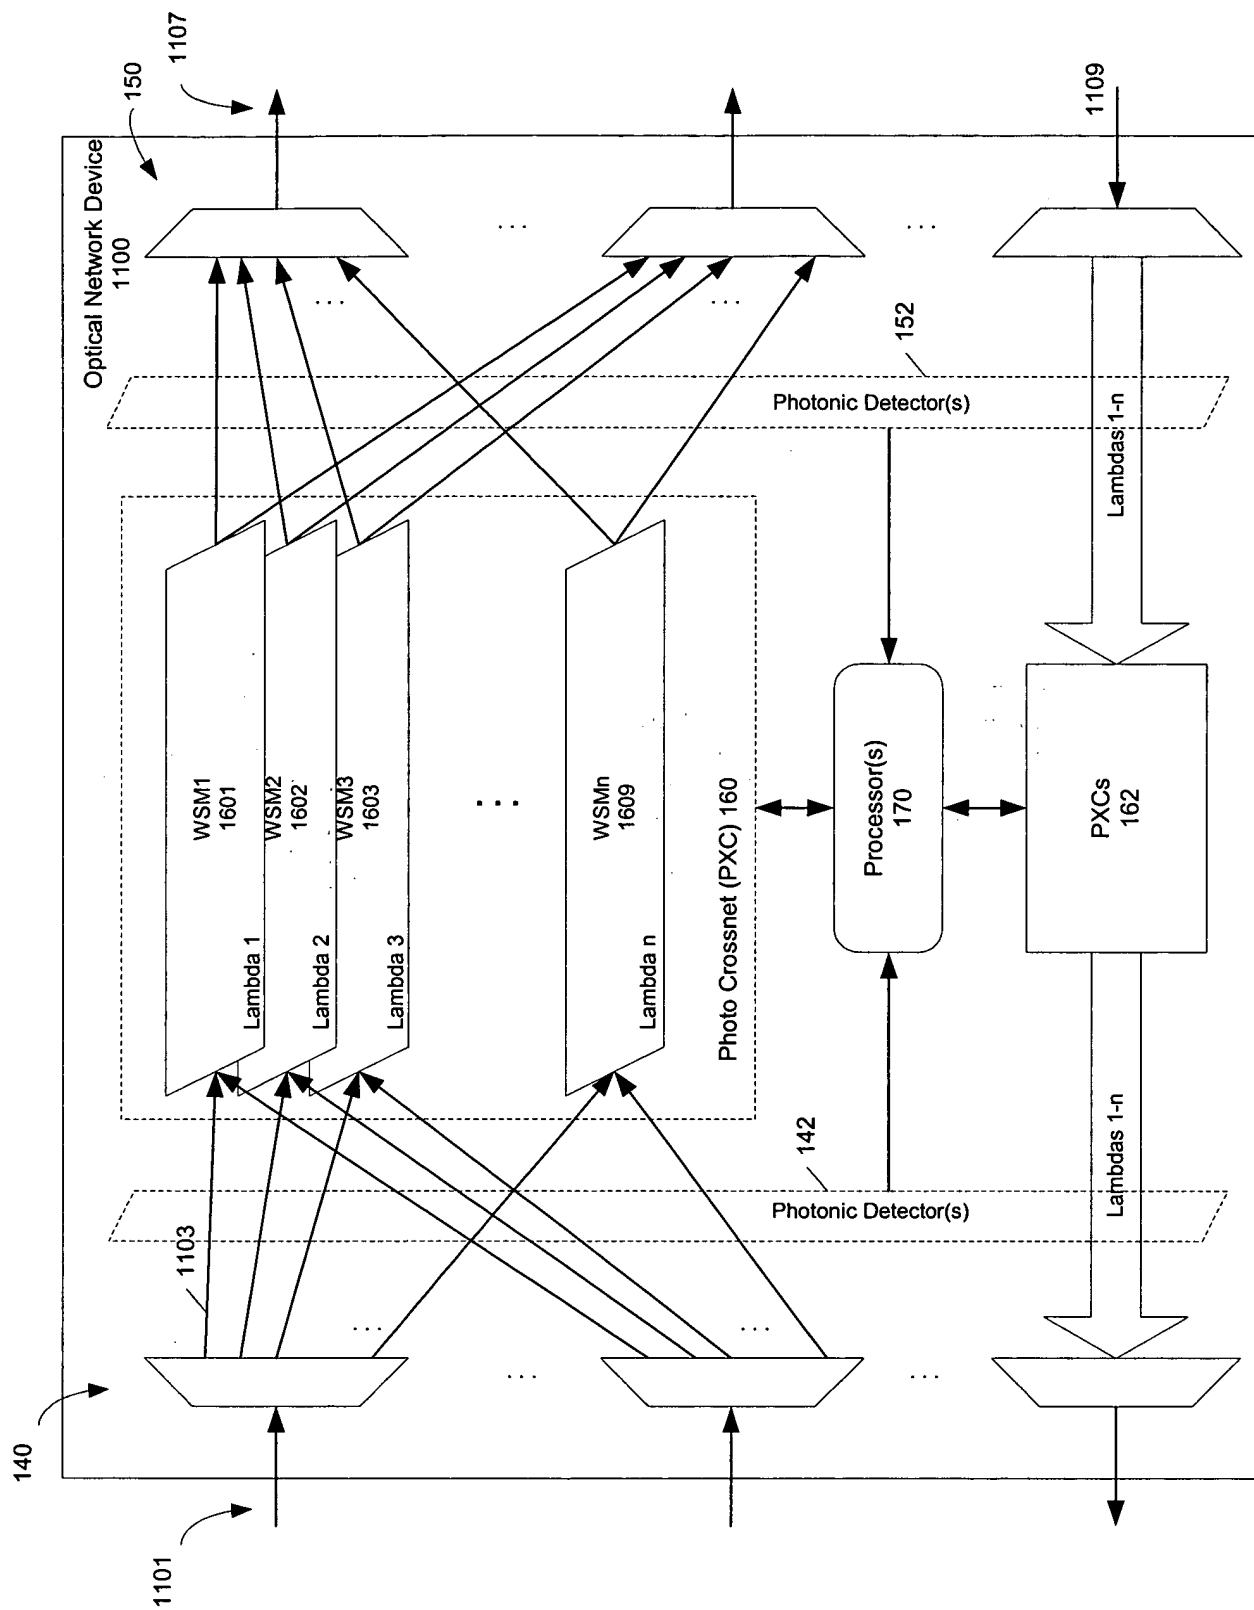 Optical Network Device
1100
140
150
1101
1107
1103
WSM1
1601
Lambda 1
WSM2
1602
Lambda 2
WSM3
1603
Lambda 3
...
WSMn
1609
Lambda n
Photo Crossnet (PXC) 160
142
Photonic Detector(s)
152
Photonic Detector(s)
Processor(s)
170
Lambdas 1-n
PXCs
162
Lambdas 1-n
1109